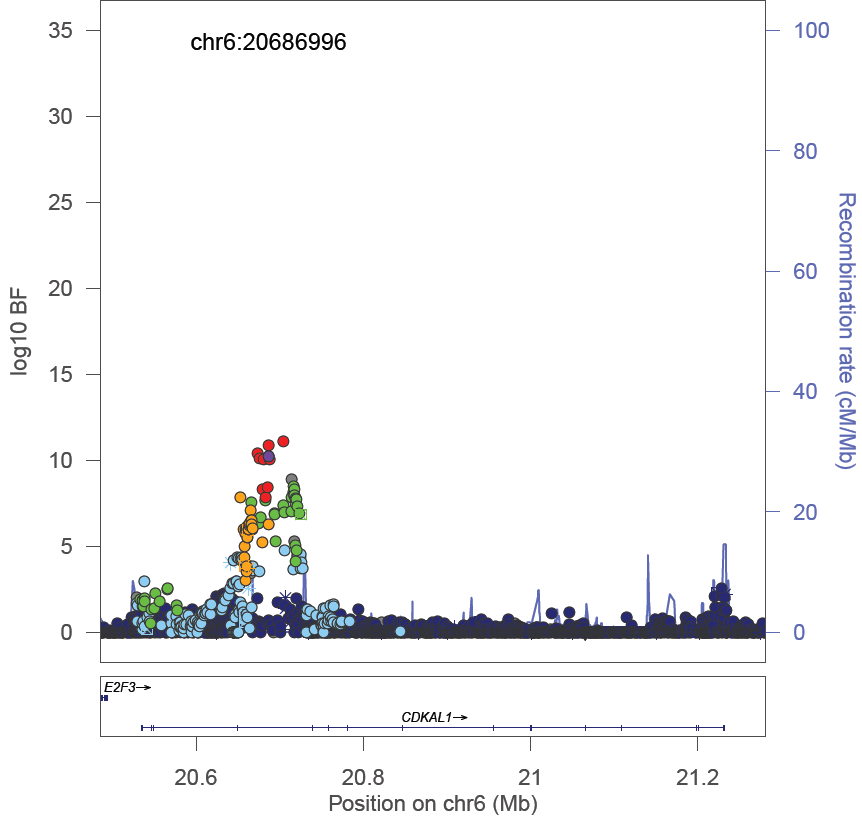 chr6:20686996
35
30
25
20
15
10
5
0
log10 BF
100
80
60
40
20
0
Recombination rate (cM/Mb)
E2F3→
CDKAL1→
20.6 20.8 21 21.2
Position on chr6 (Mb)